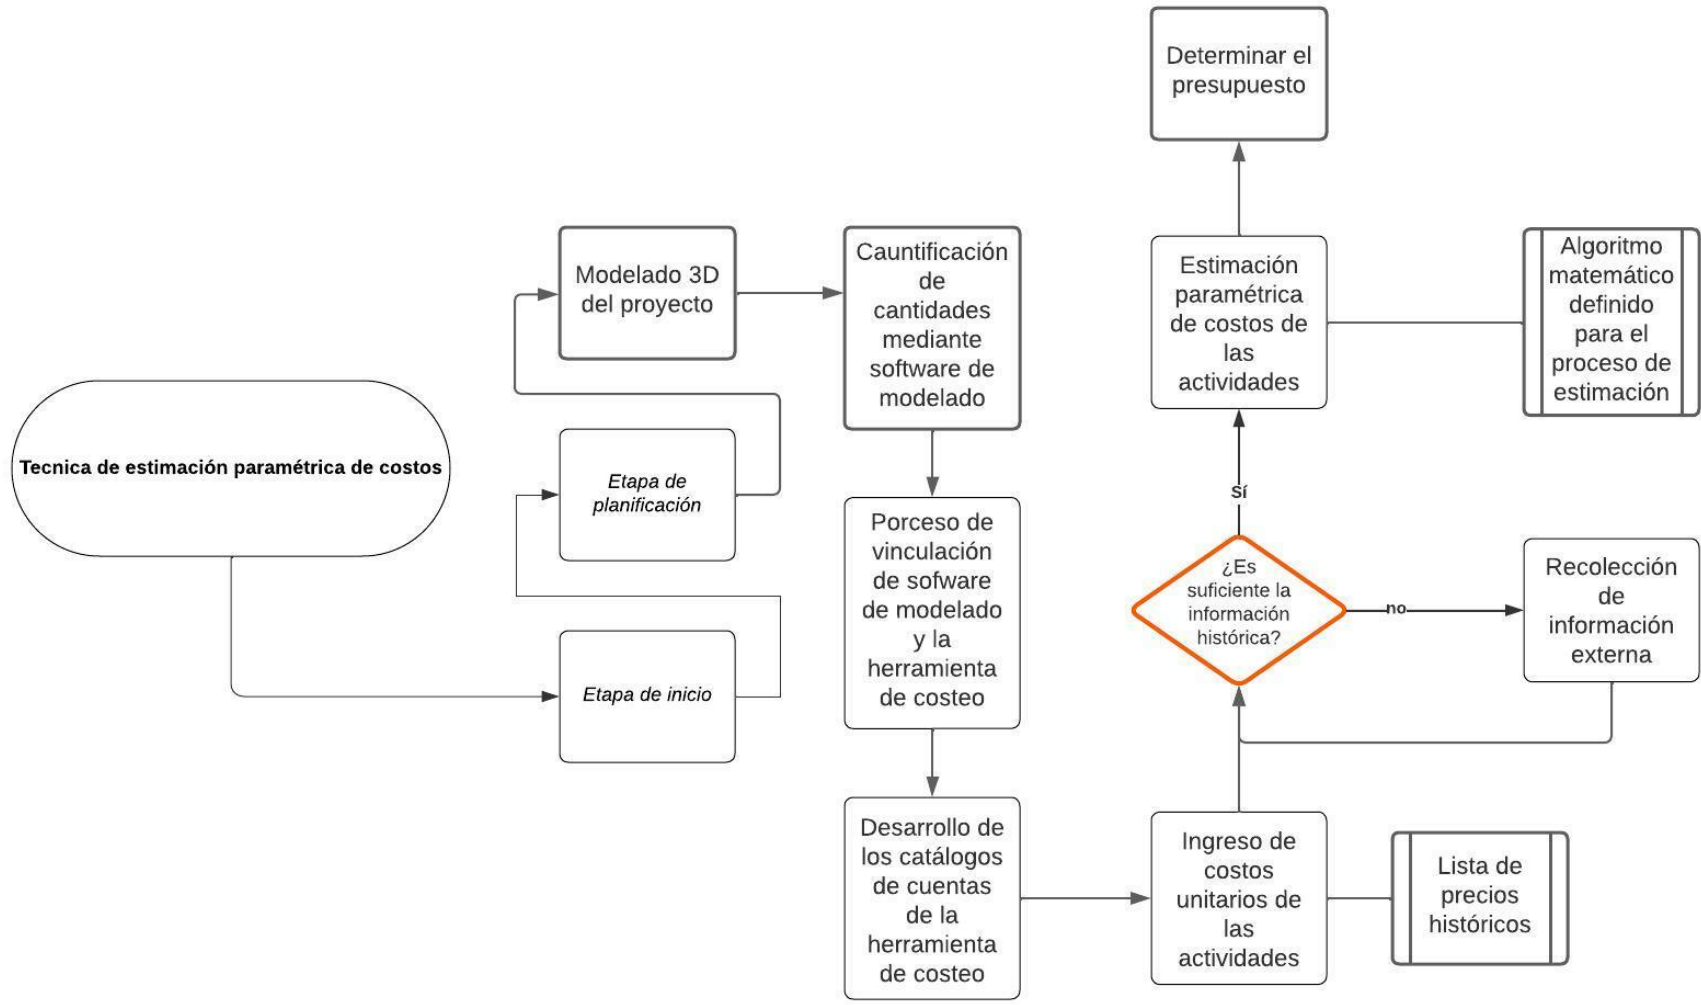 Tecnica de estimación paramétrica de costos
Etapa de inicio
Etapa de
planificación
Modelado 3D
del proyecto
Cauntificación
de
cantidades
mediante
software de
modelado
Porceso de
vinculación
de sofware
de modelado
y la
herramienta
de costeo
Desarrollo de
los catálogos
de cuentas
de la
herramienta
de costeo
Ingreso de
costos
unitarios de
las
actividades
Lista de
precios
históricos
¿Es
suficiente la
información
histórica?
no
Recolección
de
información
externa
Sí
Estimación
paramétrica
de costos de
las
actividades
Algoritmo
matemático
definido
para el
proceso de
estimación
Determinar el
presupuesto